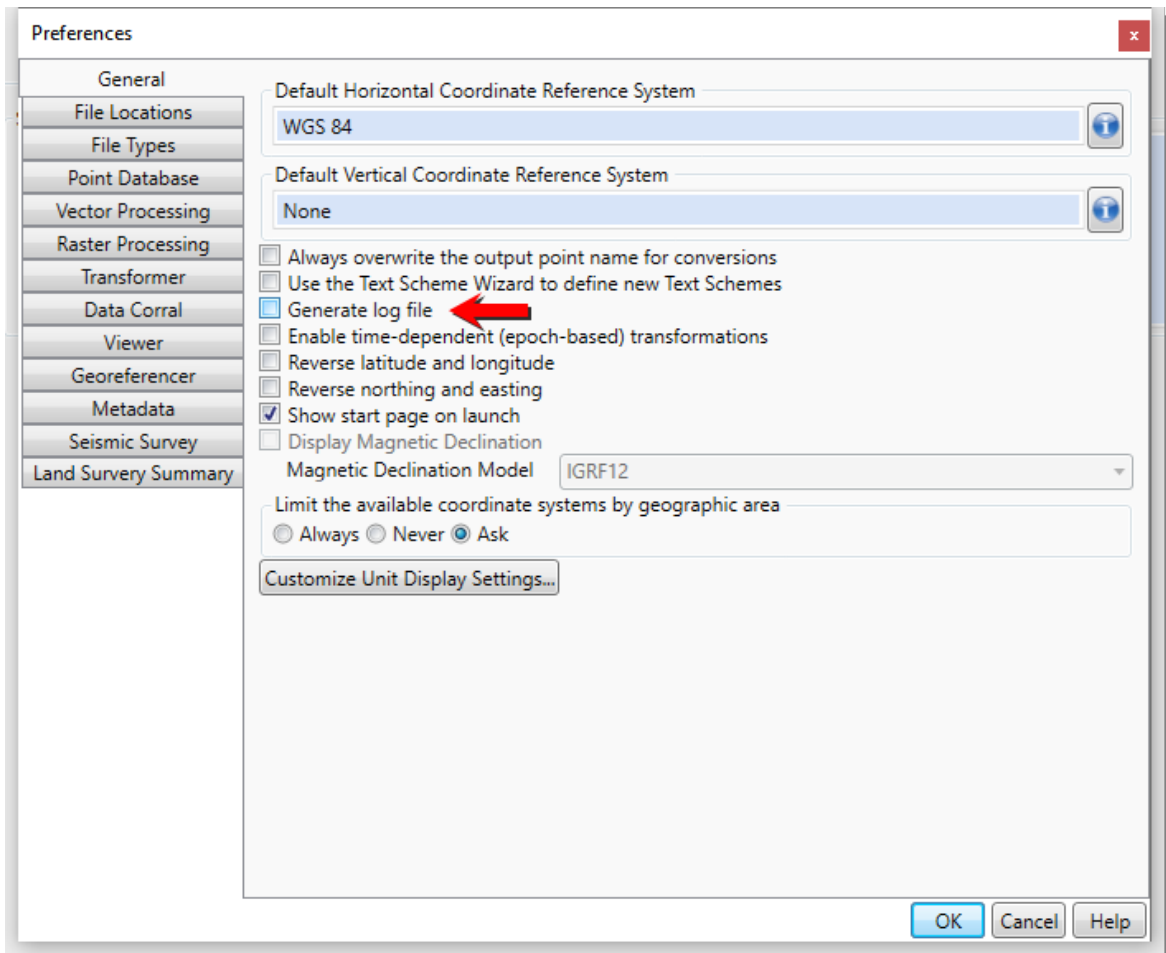 Preferences
x
General
File Locations
File Types
Point Database
Vector Processing
Raster Processing
Transformer
Data Corral
Viewer
Georeferencer
Metadata
Seismic Survey
Land Survery Summary
Default Horizontal Coordinate Reference System
WGS 84
i
Default Vertical Coordinate Reference System
None
i
Always overwrite the output point name for conversions
Use the Text Scheme Wizard to define new Text Schemes
Generate log file
Enable time-dependent (epoch-based) transformations
Reverse latitude and longitude
Reverse northing and easting
Show start page on launch
Display Magnetic Declination
Magnetic Declination Model IGRF12
Limit the available coordinate systems by geographic area
Always Never Ask
Customize Unit Display Settings...
OK Cancel Help